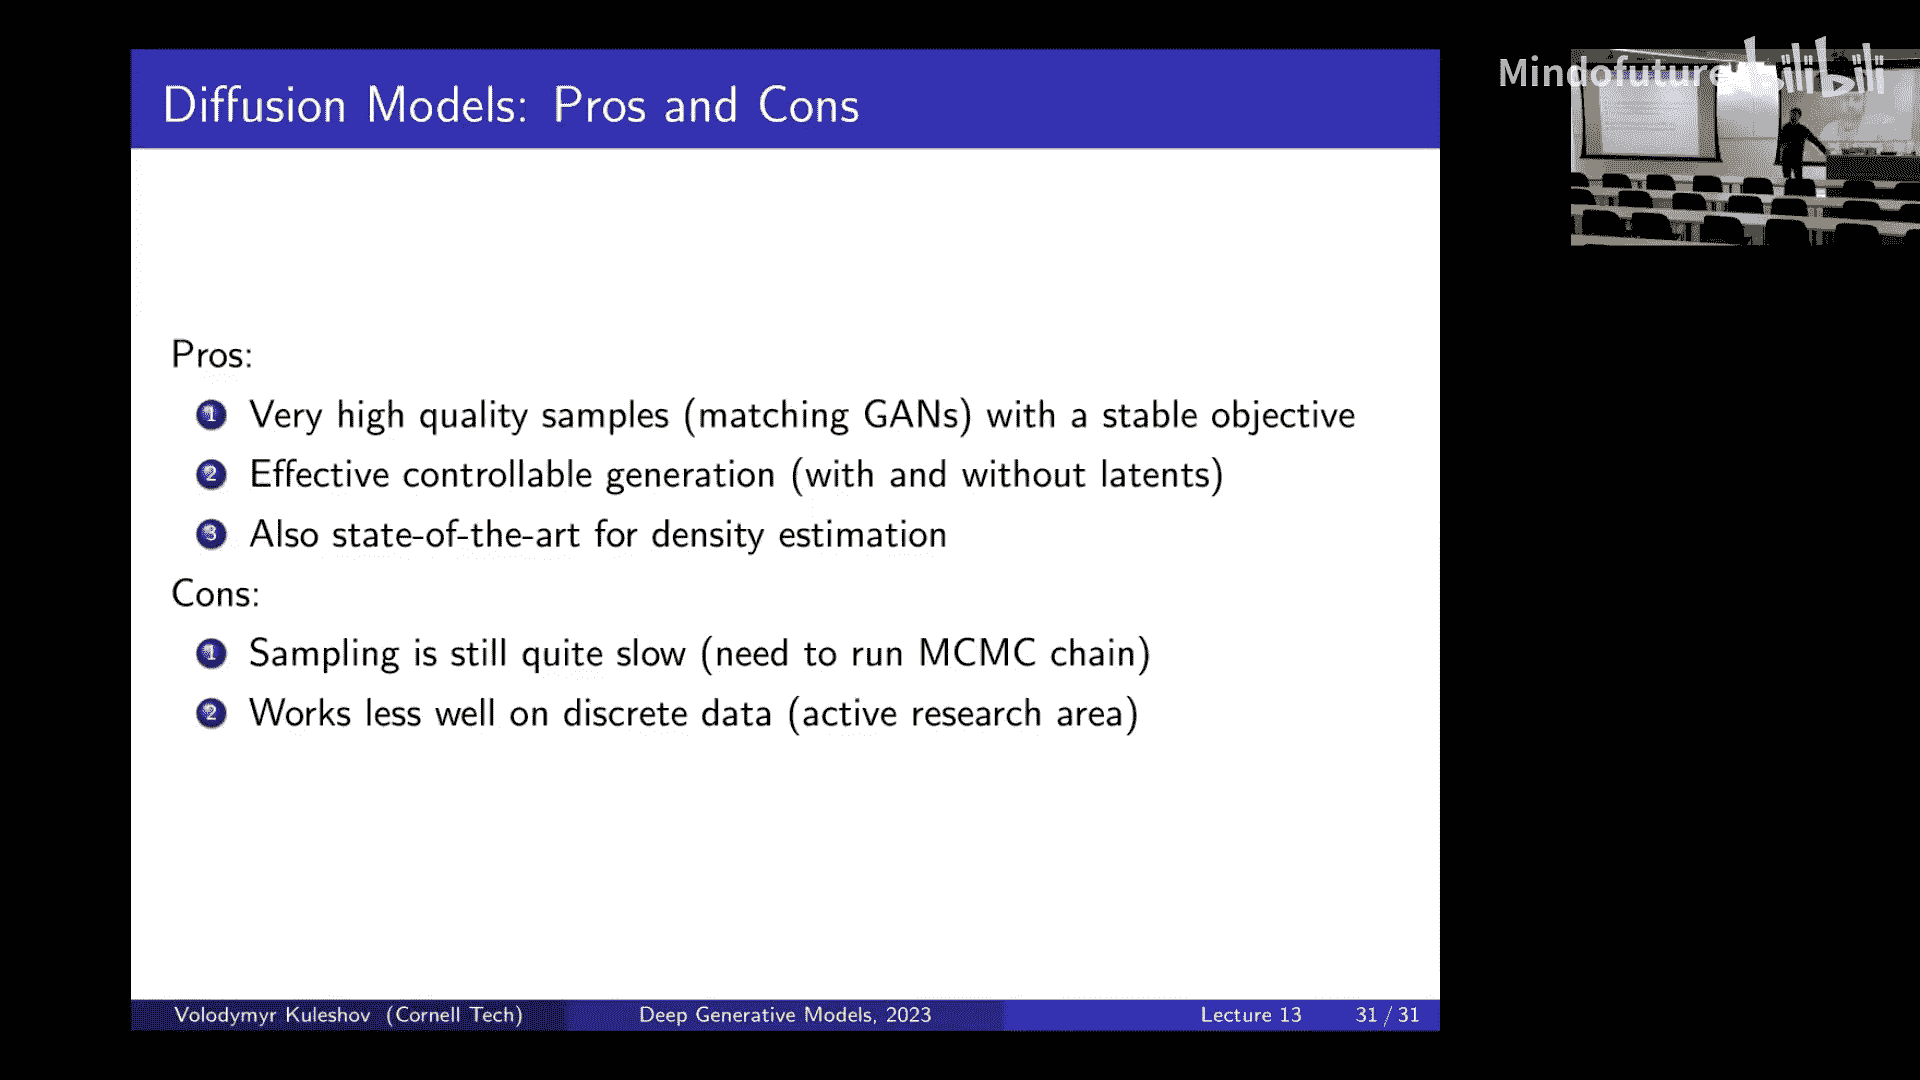 Mindofuture
bilibili
Diffusion Models: Pros and Cons
Pros:
1 Very high quality samples (matching GANs) with a stable objective
2 Effective controllable generation (with and without latents)
3 Also state-of-the-art for density estimation
Cons:
1 Sampling is still quite slow (need to run MCMC chain)
2 Works less well on discrete data (active research area)
Volodymyr Kuleshov (Cornell Tech) Deep Generative Models, 2023 Lecture 13 31 / 31